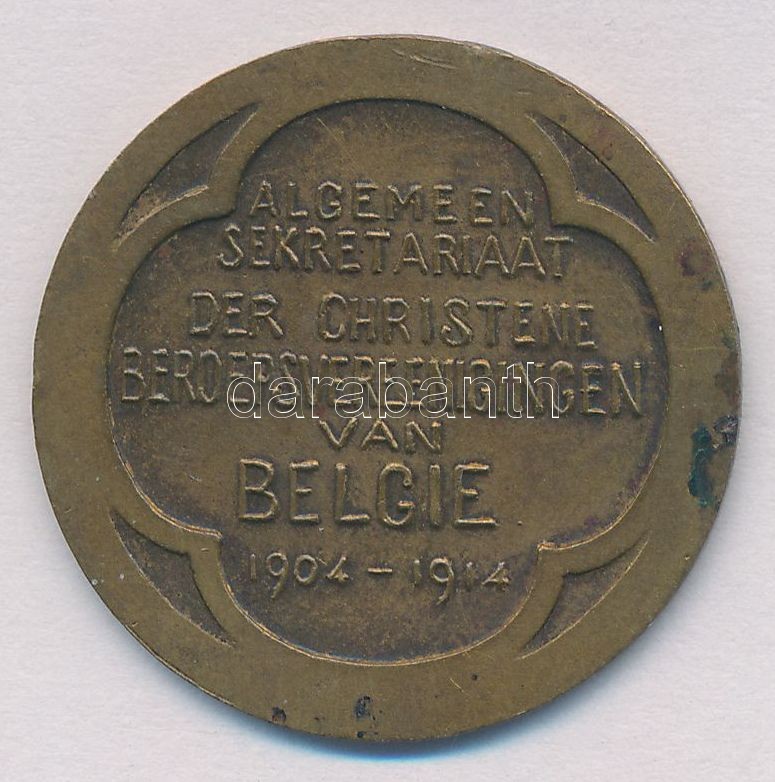 ALGEMEEN
SEKRETARIAAT
DER CHRISTENE
BEROEPSVEREENIGINGEN
darabanth
VAN
BELGIE
1904 - 1914